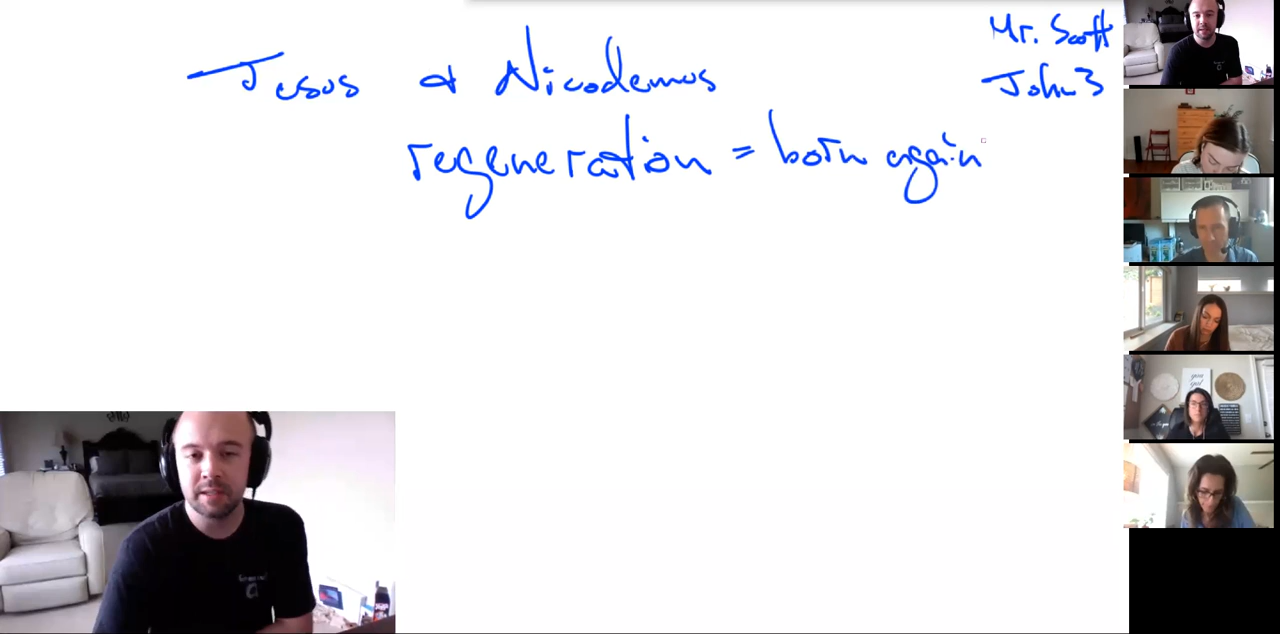 Jesus & Nicodemus
Mr. Scott
John 3
regeneration = born again